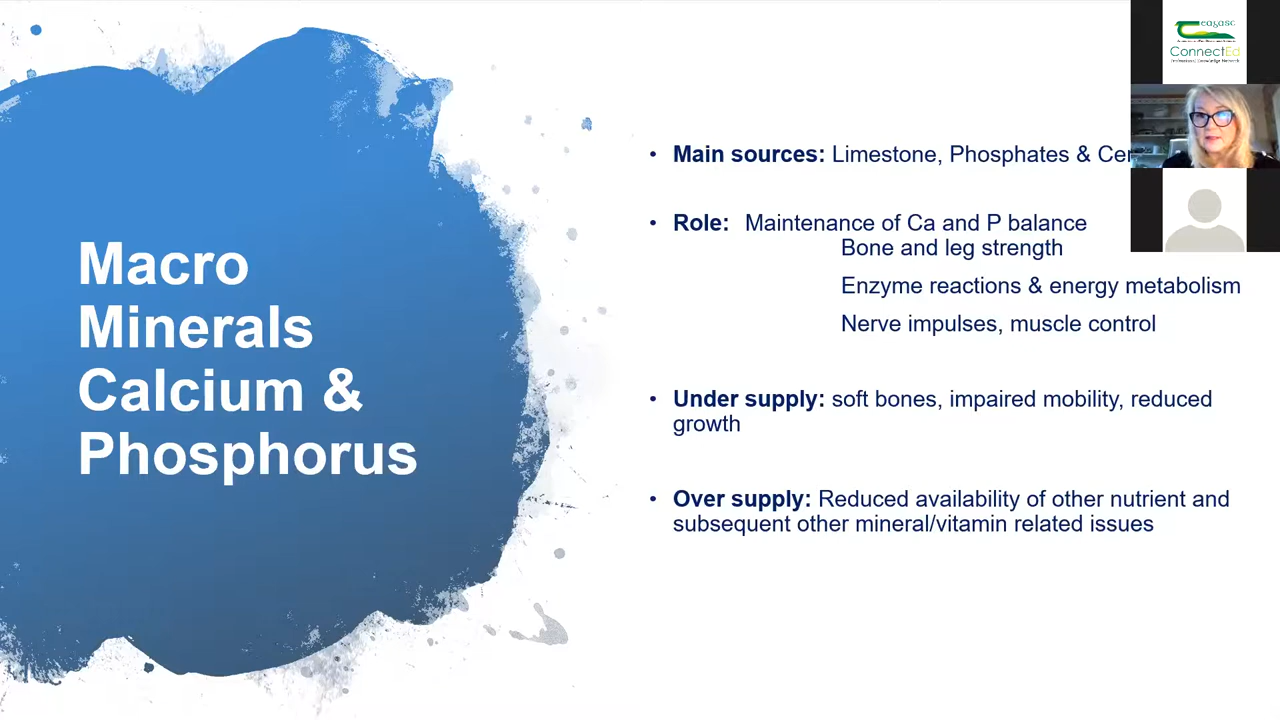 Macro
Minerals
Calcium &
Phosphorus
• Main sources: Limestone, Phosphates &
• Role: Maintenance of Ca and P balance
Bone and leg strength
Enzyme reactions & energy metabolism
Nerve impulses, muscle control
• Under supply: soft bones, impaired mobility, reduced
growth
• Over supply: Reduced availability of other nutrient and
subsequent other mineral/vitamin related issues
eagasc
ConnectEd